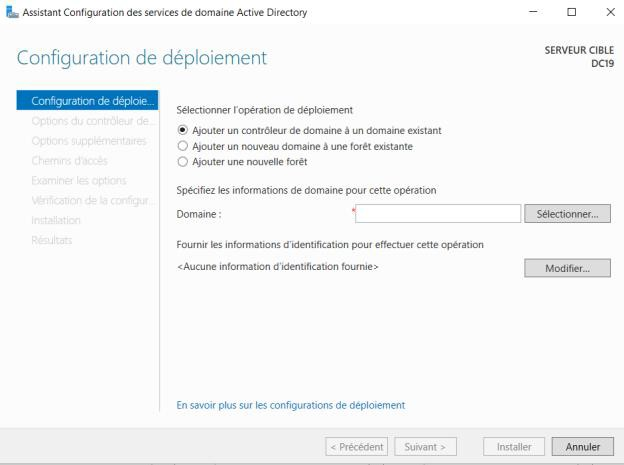 Assistant Configuration des services de domaine Active Directory
Configuration de déploiement
SERVEUR CIBLE
DC19
Configuration de déploie...
Options du contrôleur de...
Options supplémentaires
Chemins d'accès
Examiner les options
Vérification de la configur...
Installation
Résultats
Sélectionner l'opération de déploiement
Ajouter un contrôleur de domaine à un domaine existant
Ajouter un nouveau domaine à une forêt existante
Ajouter une nouvelle forêt
Spécifiez les informations de domaine pour cette opération
Domaine : *
Sélectionner...
Fournir les informations d'identification pour effectuer cette opération
<Aucune information d'identification fournie>
Modifier...
En savoir plus sur les configurations de déploiement
< Précédent
Suivant >
Installer
Annuler